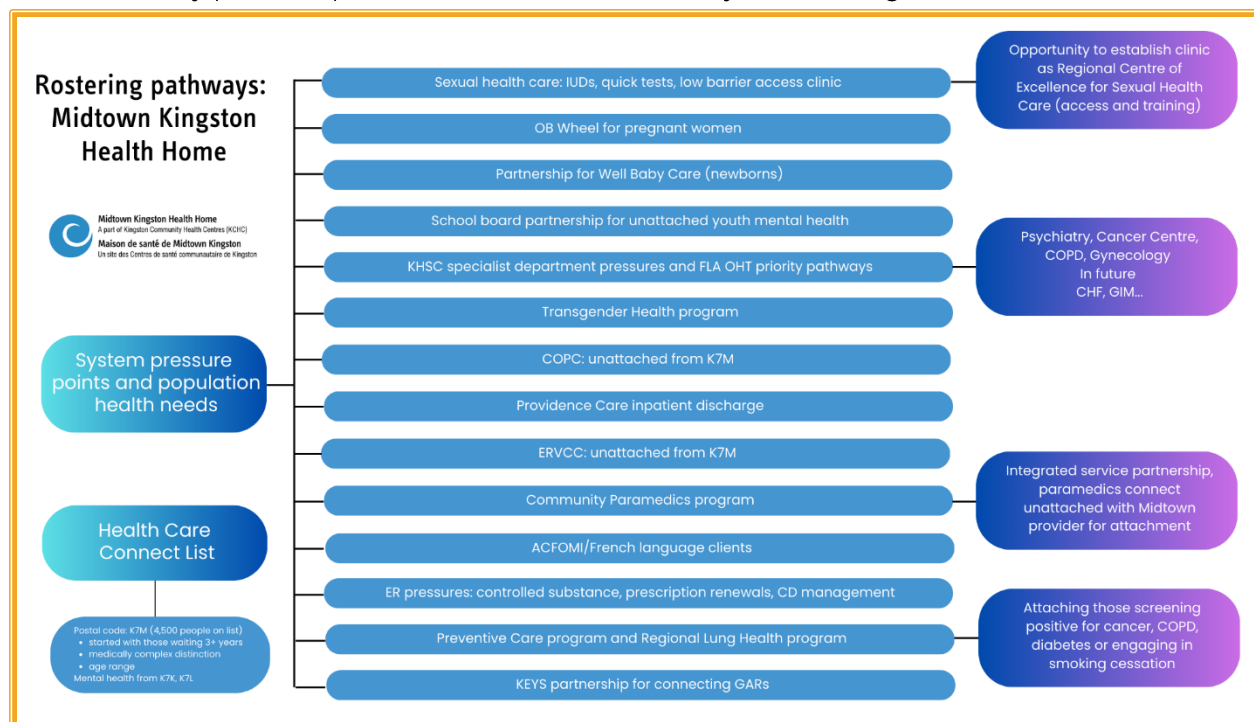 Rostering pathways:
Midtown Kingston
Health Home
Midtown Kingston Health Home
A part of Kingston Community Health Centres (KCHC)
Maison de santé de Midtown Kingston
Un site des Centres de santé communautaire de Kingston
System pressure
points and population
health needs
Health Care
Connect List
Postal code: K7M (4,500 people on list)
• started with those waiting 3+ years
• medically complex distinction
• age range
Mental health from K7K, K7L
Sexual health care: IUDs, quick tests, low barrier access clinic
OB Wheel for pregnant women
Partnership for Well Baby Care (newborns)
School board partnership for unattached youth mental health
KHSC specialist department pressures and FLA OHT priority pathways
Transgender Health program
COPC: unattached from K7M
Providence Care inpatient discharge
ERVCC: unattached from K7M
Community Paramedics program
ACFOMI/French language clients
ER pressures: controlled substance, prescription renewals, CD management
Preventive Care program and Regional Lung Health program
KEYS partnership for connecting GARs
Opportunity to establish clinic
as Regional Centre of
Excellence for Sexual Health
Care (access and training)
Psychiatry, Cancer Centre,
COPD, Gynecology
In future
CHF, GIM...
Integrated service partnership,
paramedics connect
unattached with Midtown
provider for attachment
Attaching those screening
positive for cancer, COPD,
diabetes or engaging in
smoking cessation